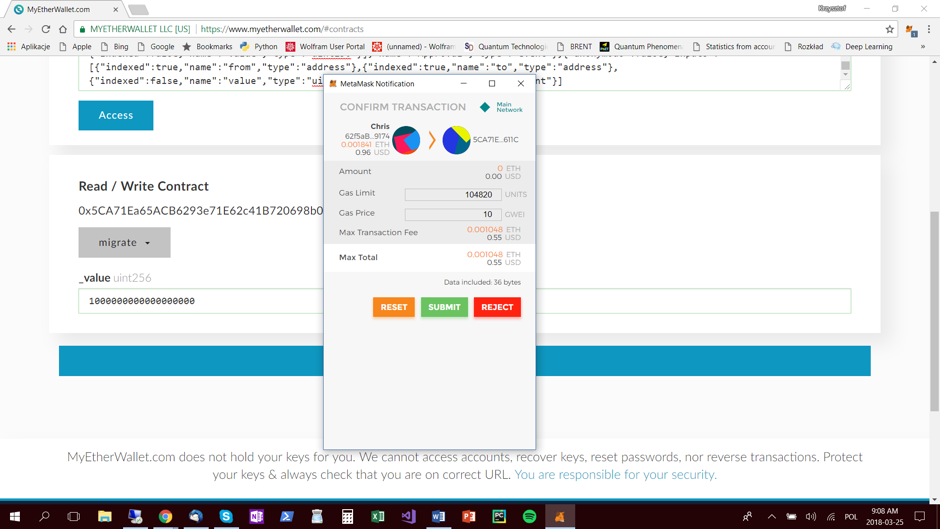 MyEtherWallet.com
Krzysztof
MYETHERWALLET LLC [US] | https://www.myetherwallet.com/#contracts
Aplikacje Apple Bing Google Bookmarks Python Wolfram User Portal (unnamed) - Wolfram Quantum Technologi BRENT Quantum Phenomen Statistics from accou Rozkład Deep Learning »
[{"indexed":true,"name":"from","type":"address"},{"indexed":true,"name":"to","type":"address"},
{"indexed":false,"name":"value","type":"ui
nt"}]
Access
Read / Write Contract
0x5CA71Ea65ACB6293e71E62c41B720698b0
migrate
_value uint256
1000000000000000000
MetaMask Notification
CONFIRM TRANSACTION
Main
Network
Chris
62f5aB...9174
0.001841 ETH
0.96 USD
5CA71E...611C
Amount
0 ETH
0.00 USD
Gas Limit 104820 UNITS
Gas Price 10 GWEI
Max Transaction Fee
0.001048 ETH
0.55 USD
Max Total
0.001048 ETH
0.55 USD
Data included: 36 bytes
RESET SUBMIT REJECT
MyEtherWallet.com does not hold your keys for you. We cannot access accounts, recover keys, reset passwords, nor reverse transactions. Protect
your keys & always check that you are on correct URL. You are responsible for your security.
POL
9:08 AM
2018-03-25